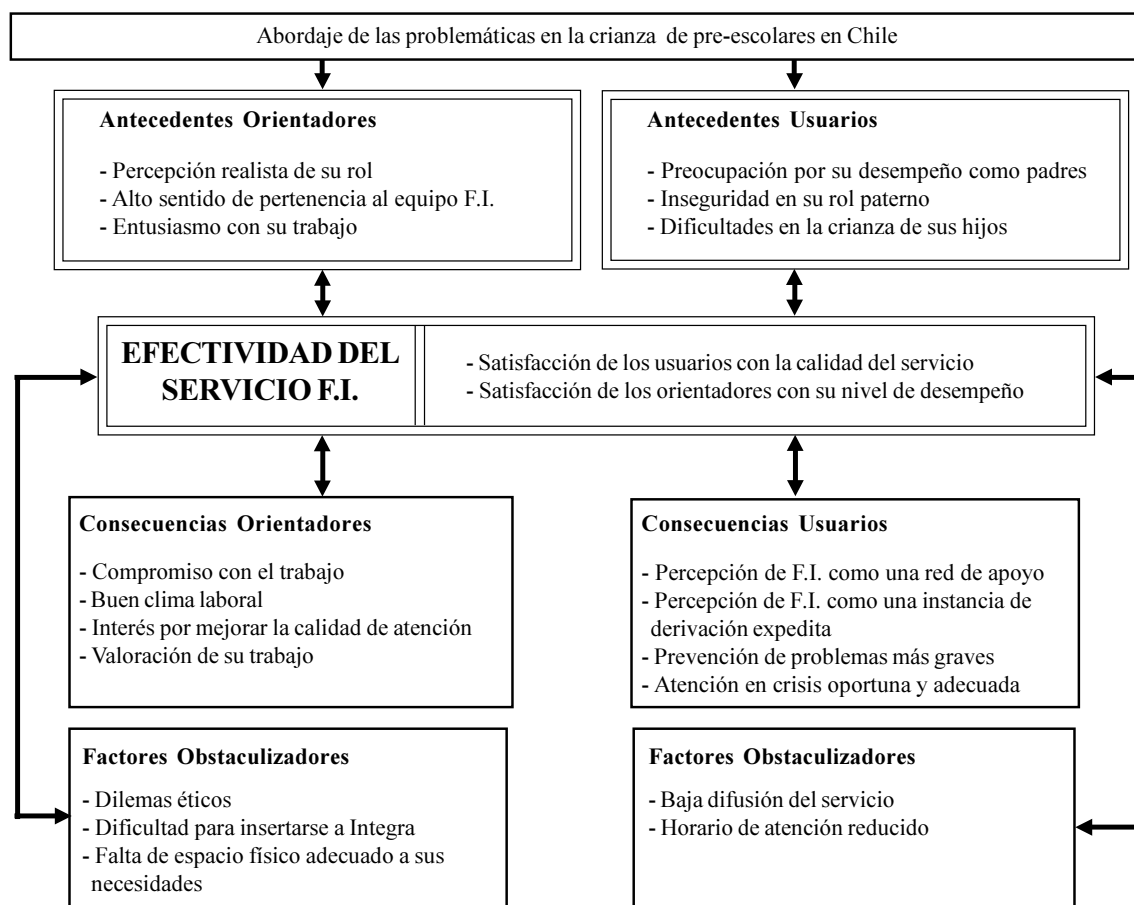 Abordaje de las problemáticas en la crianza de pre-escolares en Chile
Antecedentes Orientadores
- Percepción realista de su rol
- Alto sentido de pertenencia al equipo F.I.
- Entusiasmo con su trabajo
Antecedentes Usuarios
- Preocupación por su desempeño como padres
- Inseguridad en su rol paterno
- Dificultades en la crianza de sus hijos
EFECTIVIDAD DEL
SERVICIO F.I.
- Satisfacción de los usuarios con la calidad del servicio
- Satisfacción de los orientadores con su nivel de desempeño
Consecuencias Orientadores
- Compromiso con el trabajo
- Buen clima laboral
- Interés por mejorar la calidad de atención
- Valoración de su trabajo
Consecuencias Usuarios
- Percepción de F.I. como una red de apoyo
- Percepción de F.I. como una instancia de
derivación expedita
- Prevención de problemas más graves
- Atención en crisis oportuna y adecuada
Factores Obstaculizadores
- Dilemas éticos
- Dificultad para insertarse a Integra
- Falta de espacio físico adecuado a sus
necesidades
Factores Obstaculizadores
- Baja difusión del servicio
- Horario de atención reducido